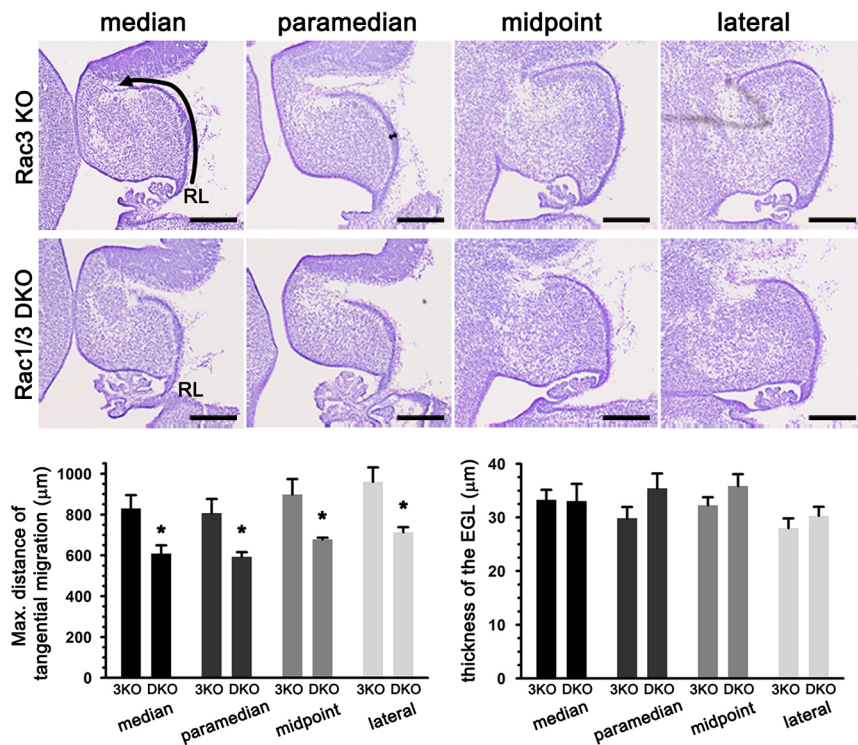 median paramedian midpoint lateral
Rac3 KO
RL
Rac1/3 DKO
RL
Max. distance of
tangential migration (μm)
1000
800
600
400
200
0
* * * *
3KO DKO 3KO DKO 3KO DKO 3KO DKO
median paramedian midpoint lateral
thickness of the EGL (μm)
40
30
20
10
0
3KO DKO 3KO DKO 3KO DKO 3KO DKO
median paramedian midpoint lateral